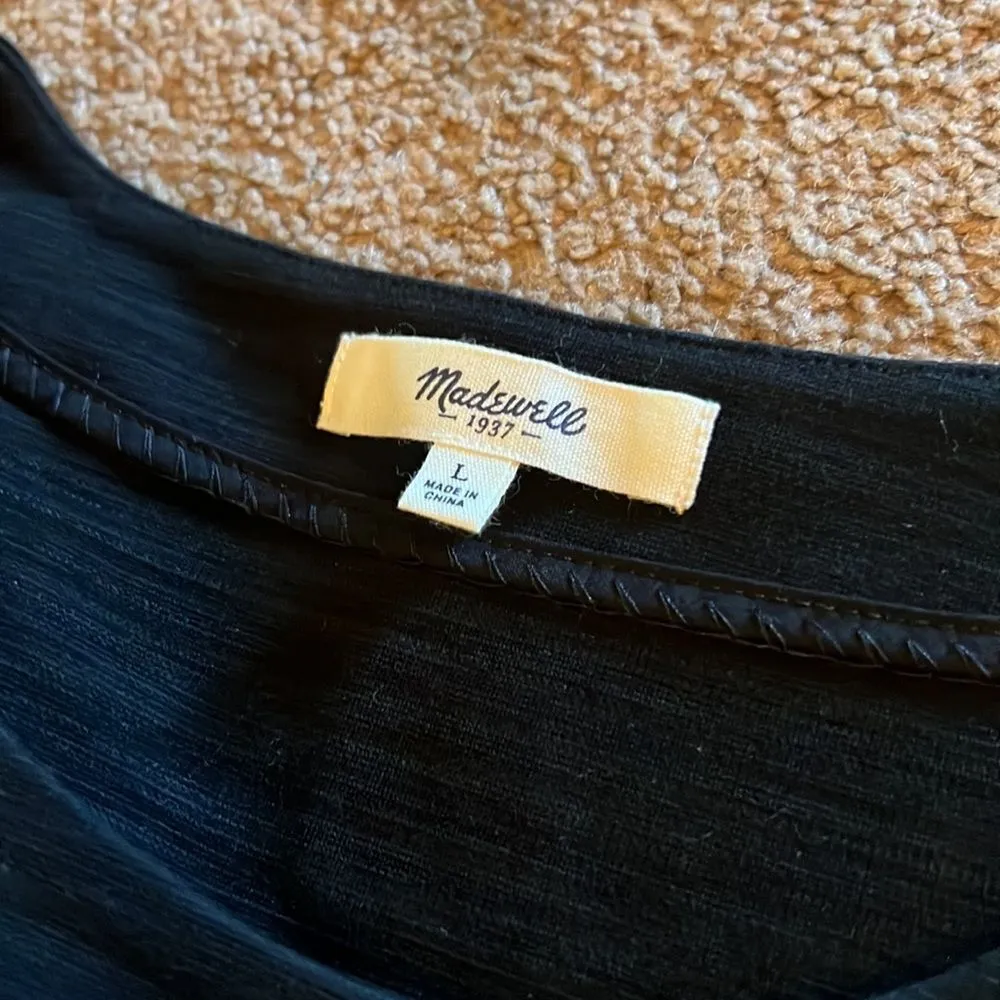 Madewell
— 1937 —
L
MADE IN
CHINA